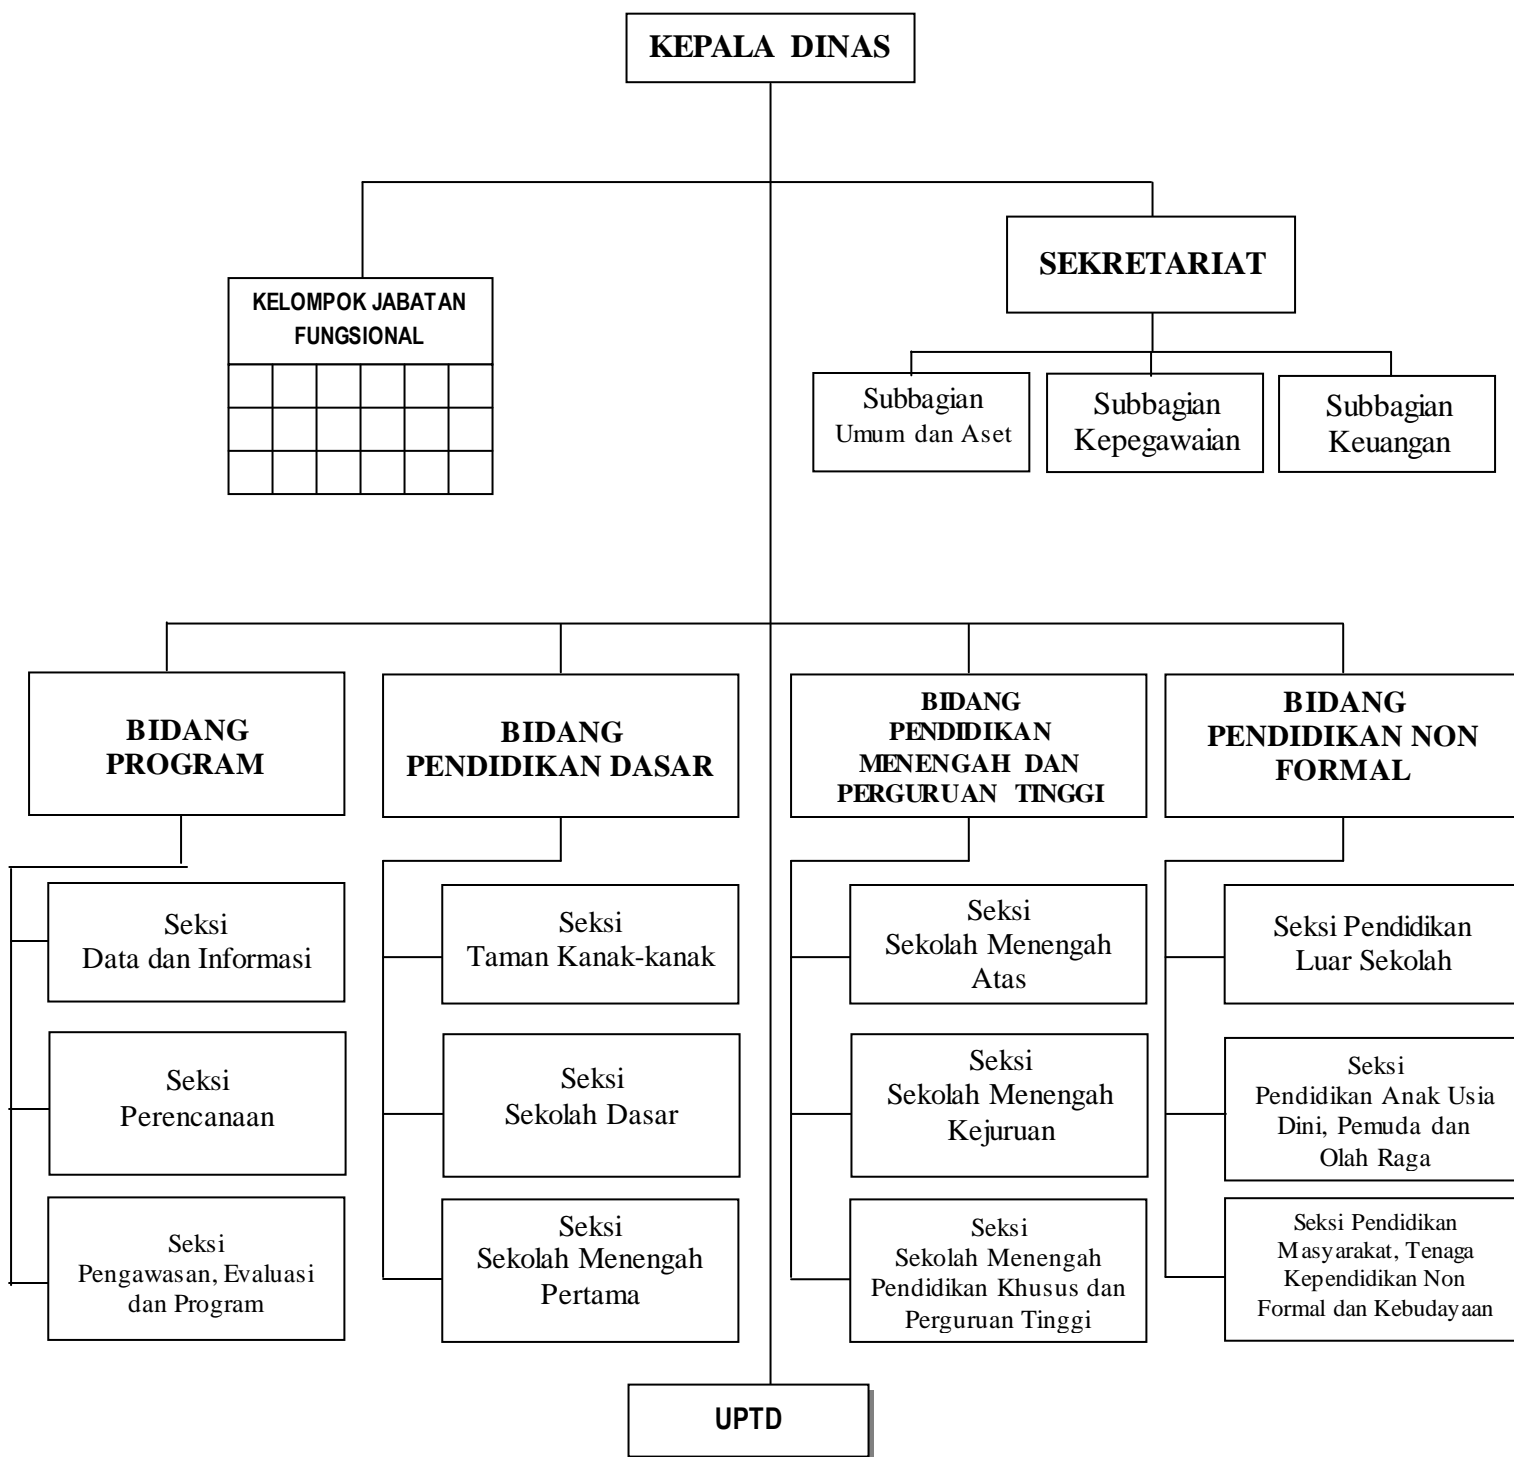 KEPALA DINAS
SEKRETARIAT
KELOMPOK JABATAN
FUNGSIONAL
Subbagian
Umum dan Aset
Subbagian
Kepegawaian
Subbagian
Keuangan
BIDANG
PROGRAM
BIDANG
PENDIDIKAN DASAR
BIDANG
PENDIDIKAN
MENENGAH DAN
PERGURUAN TINGGI
BIDANG
PENDIDIKAN NON
FORMAL
Seksi
Data dan Informasi
Seksi
Taman Kanak-kanak
Seksi
Sekolah Menengah
Atas
Seksi Pendidikan
Luar Sekolah
Seksi
Perencanaan
Seksi
Sekolah Dasar
Seksi
Sekolah Menengah
Kejuruan
Seksi
Pendidikan Anak Usia
Dini, Pemuda dan
Olah Raga
Seksi
Pengawasan, Evaluasi
dan Program
Seksi
Sekolah Menengah
Pertama
Seksi
Sekolah Menengah
Pendidikan Khusus dan
Perguruan Tinggi
Seksi Pendidikan
Masyarakat, Tenaga
Kependidikan Non
Formal dan Kebudayaan
UPTD